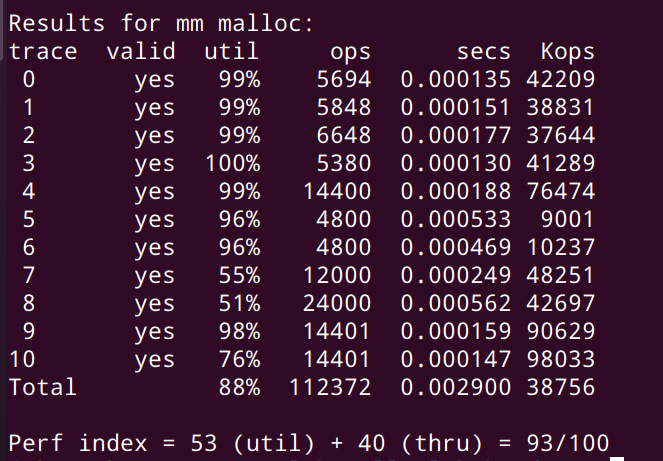 Results for mm malloc:
trace  valid  util     ops      secs  Kops
 0       yes   99%    5694  0.000135 42209
 1       yes   99%    5848  0.000151 38831
 2       yes   99%    6648  0.000177 37644
 3       yes  100%    5380  0.000130 41289
 4       yes   99%   14400  0.000188 76474
 5       yes   96%    4800  0.000533  9001
 6       yes   96%    4800  0.000469 10237
 7       yes   55%   12000  0.000249 48251
 8       yes   51%   24000  0.000562 42697
 9       yes   98%   14401  0.000159 90629
10       yes   76%   14401  0.000147 98033
Total          88%  112372  0.002900 38756

Perf index = 53 (util) + 40 (thru) = 93/100